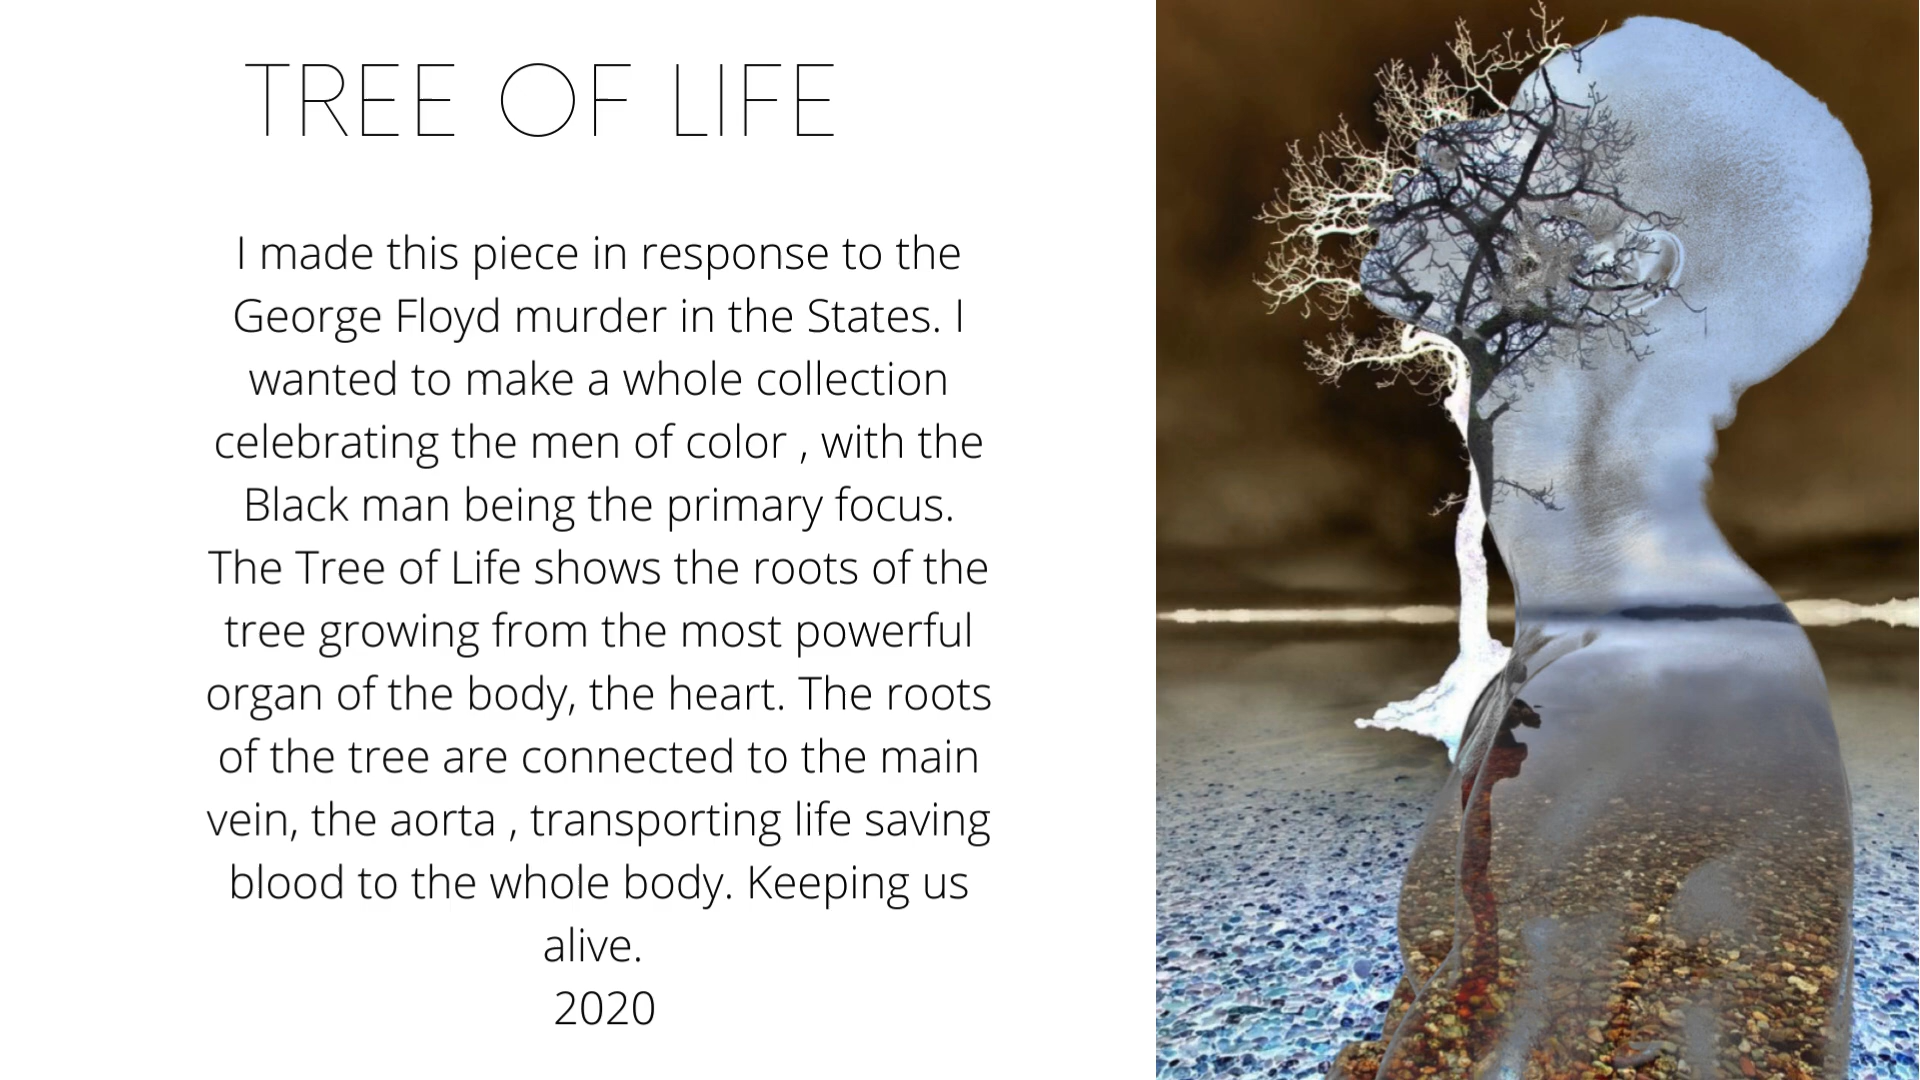 TREE OF LIFE
I made this piece in response to the
George Floyd murder in the States. I
wanted to make a whole collection
celebrating the men of color , with the
Black man being the primary focus.
The Tree of Life shows the roots of the
tree growing from the most powerful
organ of the body, the heart. The roots
of the tree are connected to the main
vein, the aorta , transporting life saving
blood to the whole body. Keeping us
alive.
2020